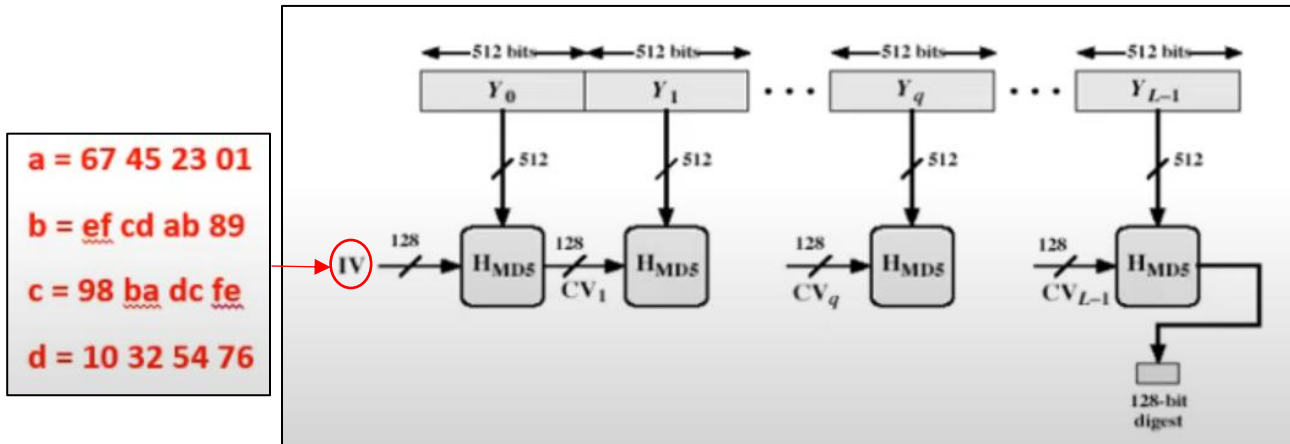 a = 67 45 23 01
b = ef cd ab 89
c = 98 ba dc fe
d = 10 32 54 76
512 bits 512 bits 512 bits 512 bits
Y0 Y1 • • • Yq • • • YL–1
512 512 512 512
128 128 128 128
IV HMD5 HMD5 HMD5 HMD5
CV1 CVq CVL–1
128-bit
digest